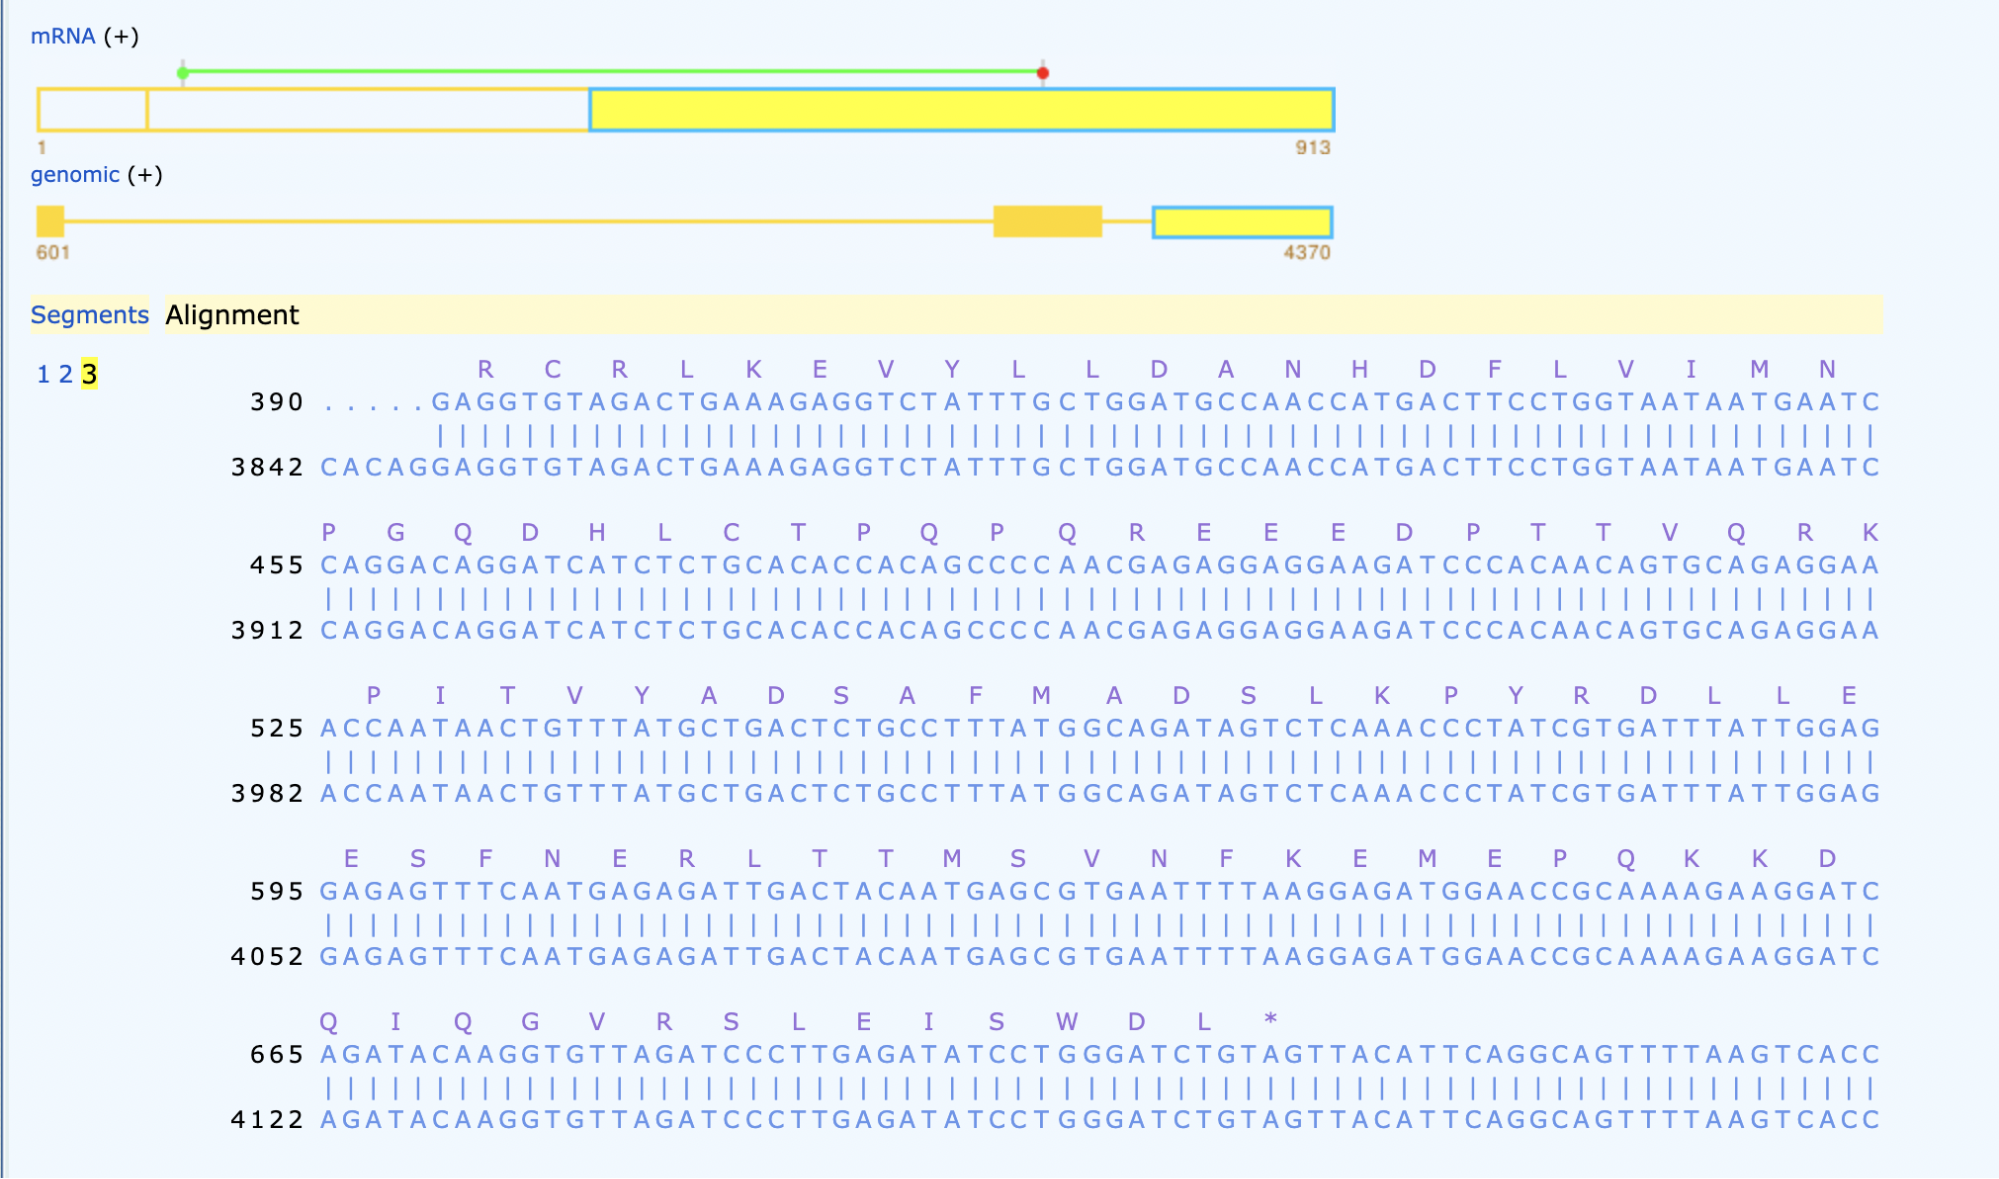 mRNA (+)
1 913
genomic (+)
601 4370
Segments Alignment
1 2 3
R C R L K E V Y L L D A N H D F L V I M N
390 .....GAGGTGTAGACTGAAAGAGGTCTATTTGCTGGATGCCAACCATGACTTCCTGGTAATAATGAATC
3842 CACAGGAGGTGTAGACTGAAAGAGGTCTATTTGCTGGATGCCAACCATGACTTCCTGGTAATAATGAATC
P G Q D H L C T P Q P Q R E E E D P T T V Q R K
455 CAGGACAGGATCATCTCTGCACACCACAGCCCCAACGAGAGGAGGAAGATCCCACAACAGTGCAGAGGAA
3912 CAGGACAGGATCATCTCTGCACACCACAGCCCCAACGAGAGGAGGAAGATCCCACAACAGTGCAGAGGAA
P I T V Y A D S A F M A D S L K P Y R D L L E
525 ACCAATAACTGTTTATGCTGACTCTGCCTTTATGGCAGATAGTCTCAAACCCTATCGTGATTTATTGGAG
3982 ACCAATAACTGTTTATGCTGACTCTGCCTTTATGGCAGATAGTCTCAAACCCTATCGTGATTTATTGGAG
E S F N E R L T T M S V N F K E M E P Q K K D
595 GAGAGTTTCAATGAGAGATTGACTACAATGAGCGTGAATTTTAAGGAGATGGAACCGCAAAAGAAGGATC
4052 GAGAGTTTCAATGAGAGATTGACTACAATGAGCGTGAATTTTAAGGAGATGGAACCGCAAAAGAAGGATC
Q I Q G V R S L E I S W D L *
665 AGATACAAGGTGTTAGATCCCTTGAGATATCCTGGGATCTGTAGTTACATTCAGGCAGTTTTAAGTCACC
4122 AGATACAAGGTGTTAGATCCCTTGAGATATCCTGGGATCTGTAGTTACATTCAGGCAGTTTTAAGTCACC